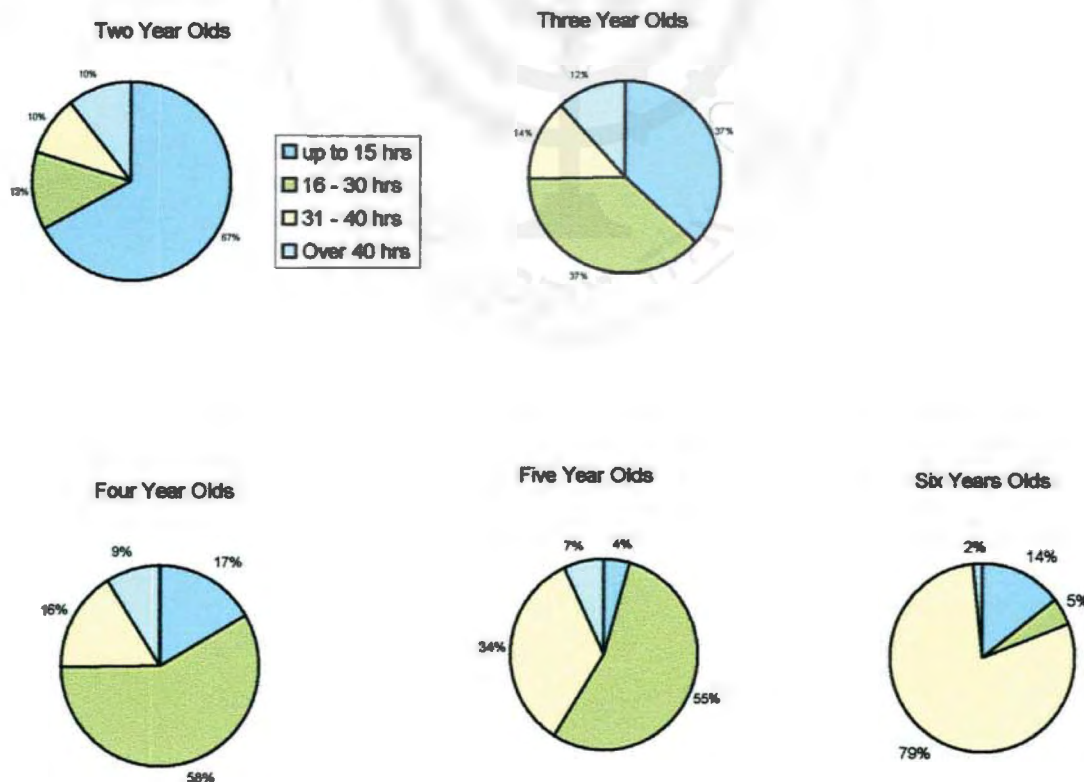 Two Year Olds
10%
10%
13%
67%
up to 15 hrs
16 - 30 hrs
31 - 40 hrs
Over 40 hrs
Three Year Olds
12%
14%
37%
37%
Four Year Olds
9%
17%
16%
58%
Five Year Olds
7%
4%
34%
55%
Six Years Olds
2%
14%
5%
79%